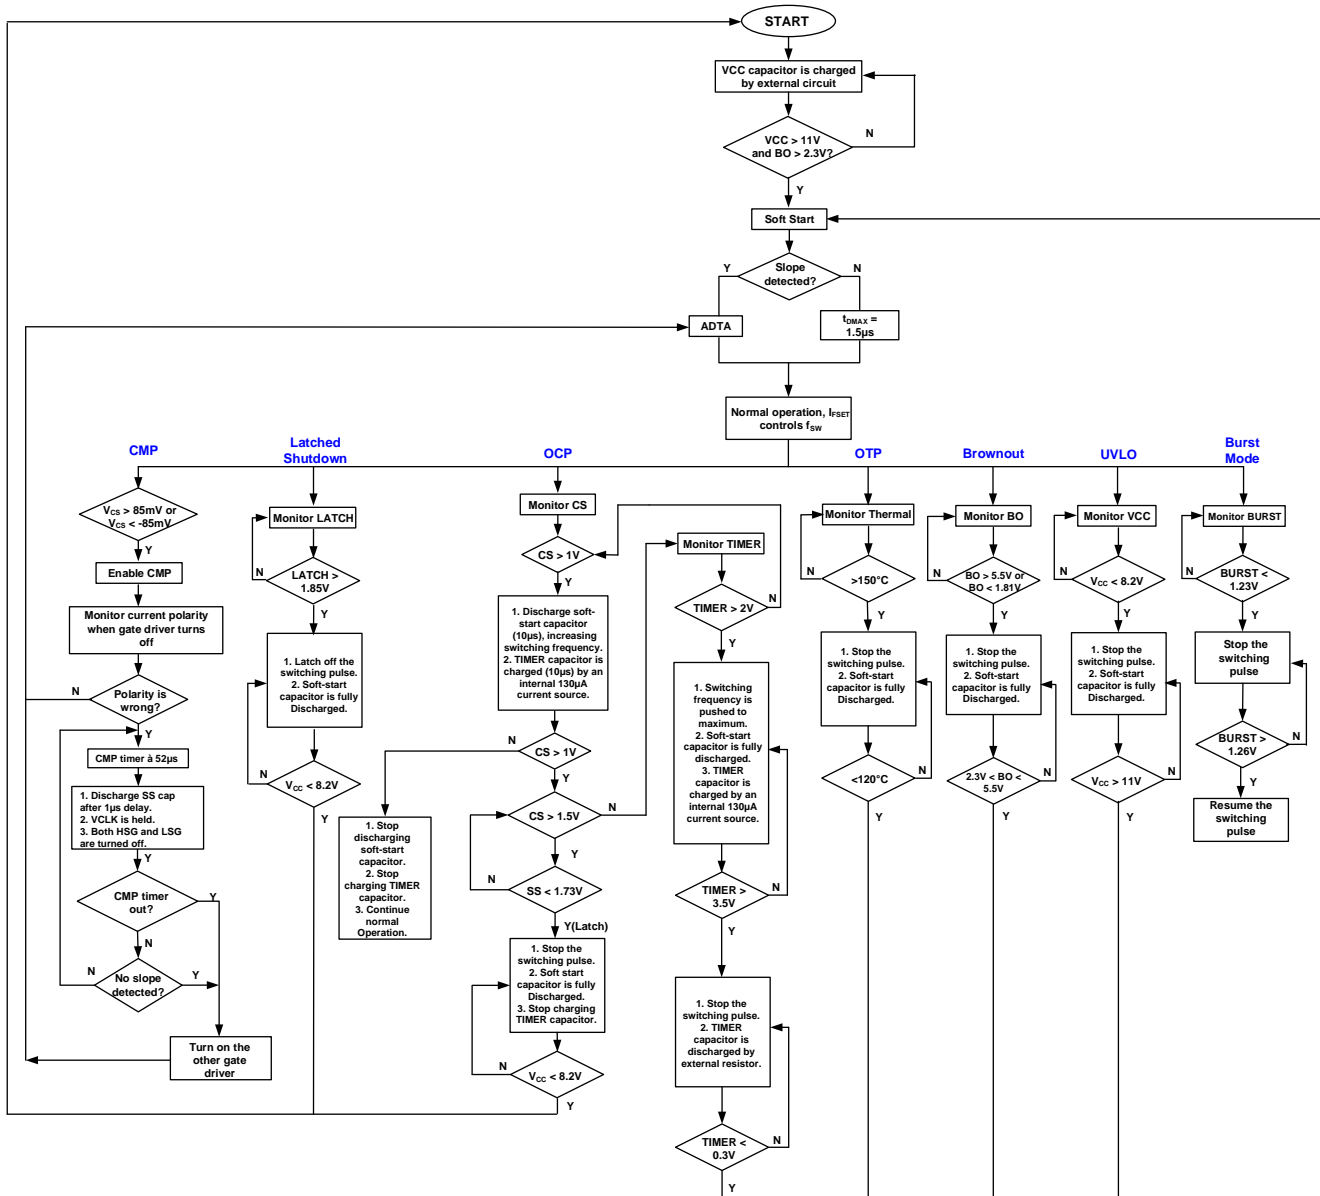 START
VCC capacitor is charged
by external circuit
VCC > 11V
and BO > 2.3V?
N
Y
Soft Start
Y
N
Slope
detected?
ADTA
tDMAX =
1.5µs
Normal operation, IFSET
controls fSW
CMP
VCS > 85mV or
VCS < -85mV
Y
Enable CMP
Monitor current polarity
when gate driver turns
off
N
Polarity is
wrong?
Y
CMP timer à 52µs
1. Discharge SS cap
after 1µs delay.
2. VCLK is held.
3. Both HSG and LSG
are turned off.
Y
CMP timer
out?
Y
N
N
No slope
detected?
Y
Turn on the
other gate
driver
Latched
Shutdown
Monitor LATCH
N
LATCH >
1.85V
Y
1. Latch off the
switching pulse.
2. Soft-start
capacitor is fully
Discharged.
N
VCC < 8.2V
Y
OCP
Monitor CS
CS > 1V
Y
1. Discharge soft-
start capacitor
(10µs), increasing
switching frequency.
2. TIMER capacitor is
charged (10µs) by an
internal 130µA
current source.
N
CS > 1V
Y
1. Stop
discharging
soft-start
capacitor.
2. Stop
charging TIMER
capacitor.
3. Continue
normal
Operation.
CS > 1.5V
N
Y
N
SS < 1.73V
Y(Latch)
1. Stop the
switching pulse.
2. Soft start
capacitor is fully
Discharged.
3. Stop charging
TIMER capacitor.
N
VCC < 8.2V
Y
Monitor TIMER
TIMER > 2V
N
Y
1. Switching
frequency is
pushed to
maximum.
2. Soft-start
capacitor is fully
discharged.
3. TIMER
capacitor is
charged by an
internal 130µA
current source.
TIMER >
3.5V
N
Y
1. Stop the
switching pulse.
2. TIMER
capacitor is
discharged by
external resistor.
TIMER <
0.3V
N
Y
OTP
Monitor Thermal
N
>150°C
Y
1. Stop the
switching pulse.
2. Soft-start
capacitor is fully
Discharged.
<120°C
N
Y
Brownout
Monitor BO
N
BO > 5.5V or
BO < 1.81V
Y
1. Stop the
switching pulse.
2. Soft-start
capacitor is fully
Discharged.
2.3V < BO <
5.5V
N
Y
UVLO
Monitor VCC
N
VCC < 8.2V
Y
1. Stop the
switching pulse.
2. Soft-start
capacitor is fully
Discharged.
VCC > 11V
N
Y
Burst
Mode
Monitor BURST
N
BURST <
1.23V
Y
Stop the
switching
pulse
BURST >
1.26V
N
Y
Resume the
switching
pulse